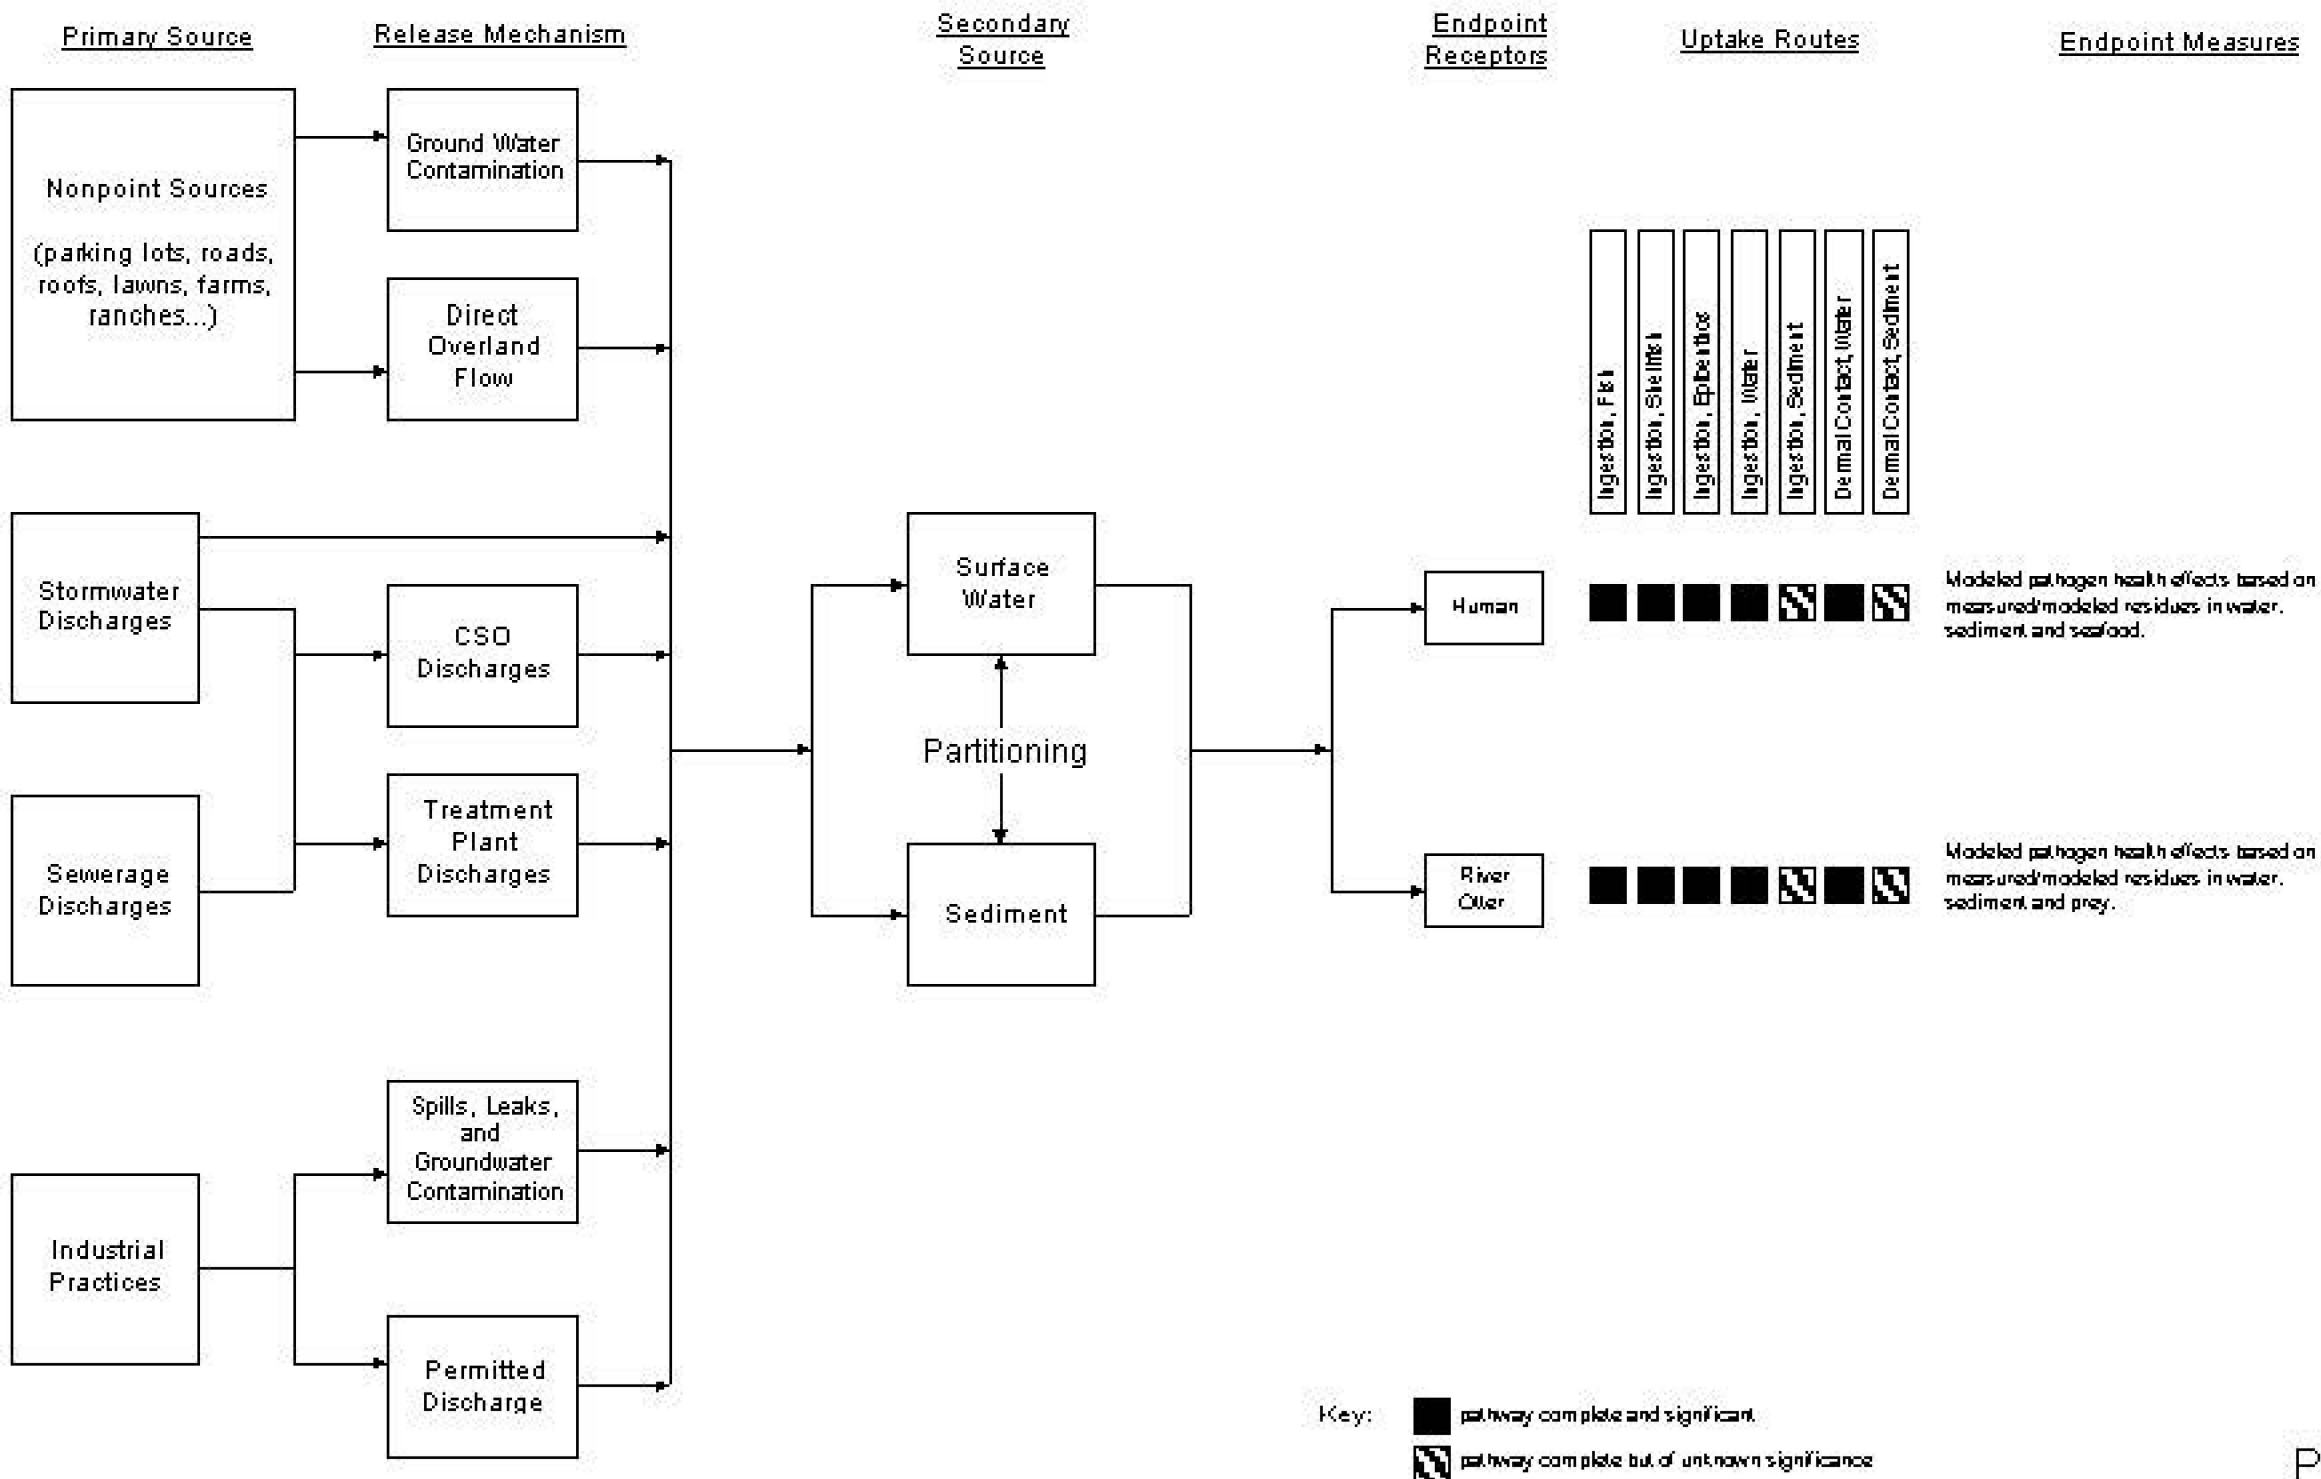 Primary Source
Release Mechanism
Secondary
Source
Endpoint
Receptors
Uptake Routes
Endpoint Measures
Nonpoint Sources
(parking lots, roads,
roofs, lawns, farms,
ranches...)
Ground Water
Contamination
Direct
Overland
Flow
Stormwater
Discharges
CSO
Discharges
Sewerage
Discharges
Treatment
Plant
Discharges
Industrial
Practices
Spills, Leaks,
and
Groundwater
Contamination
Permitted
Discharge
Surface
Water
Partitioning
Sediment
Human
River
Otter
Ingestion, Fish
Ingestion, Shellfish
Ingestion, Epibenthos
Ingestion, Water
Ingestion, Sediment
Dermal Contact, Water
Dermal Contact, Sediment
Modeled pathogen health effects based on
measured/modeled residues in water,
sediment and seafood.
Modeled pathogen health effects based on
measured/modeled residues in water,
sediment and prey.
Key:
pathway complete and significant
pathway complete but of unknown significance
P